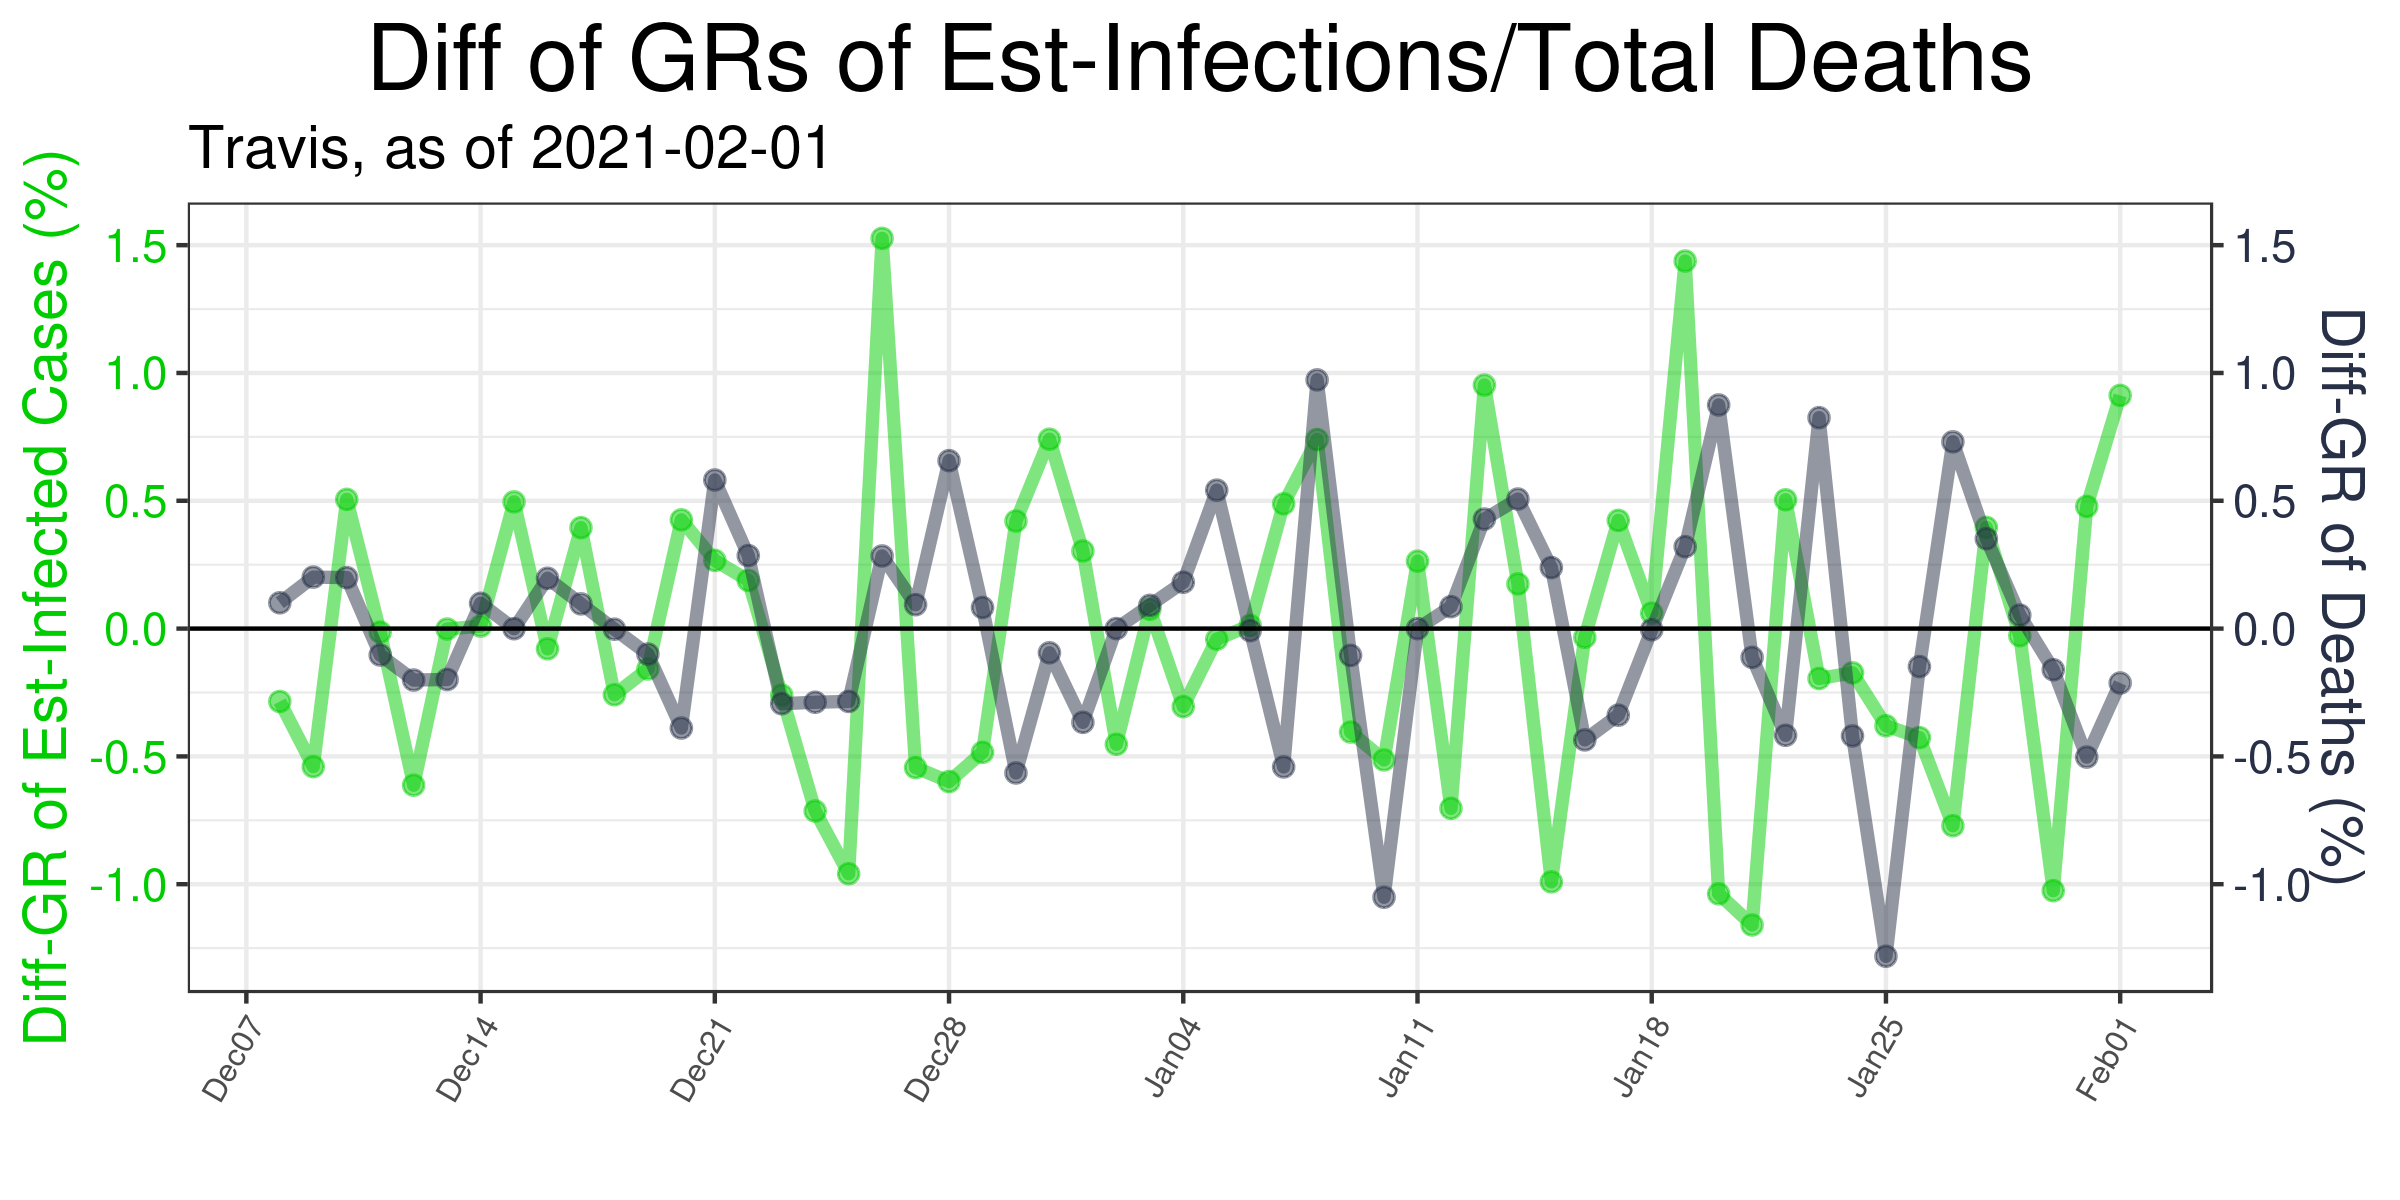 Diff of GRs of Est-Infections/Total Deaths
Travis, as of 2021-02-01
Diff-GR of Est-Infected Cases (%)
1.5
1.0
0.5
0.0
-0.5
-1.0
1.5
1.0
0.5
0.0
-0.5
-1.0
Diff-GR of Deaths (%)
Dec07
Dec14
Dec21
Dec28
Jan04
Jan11
Jan18
Jan25
Feb01